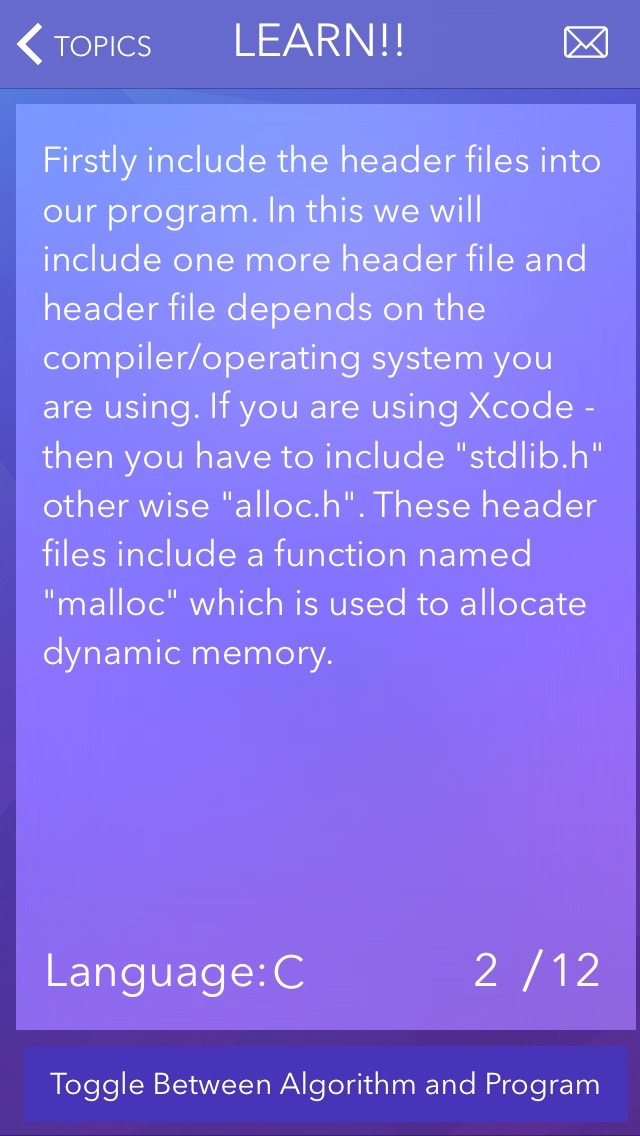 TOPICS
LEARN!!
Firstly include the header files into
our program. In this we will
include one more header file and
header file depends on the
compiler/operating system you
are using. If you are using Xcode -
then you have to include "stdlib.h"
other wise "alloc.h". These header
files include a function named
"malloc" which is used to allocate
dynamic memory.
Language: C
2 /12
Toggle Between Algorithm and Program